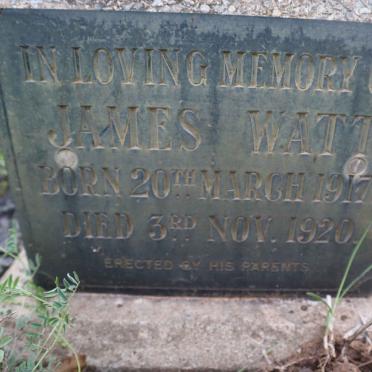 IN LOVING MEMORY
JAMES WATT
BORN 20TH MARCH 1917
DIED 3RD NOV. 1920.
ERECTED BY HIS PARENTS.